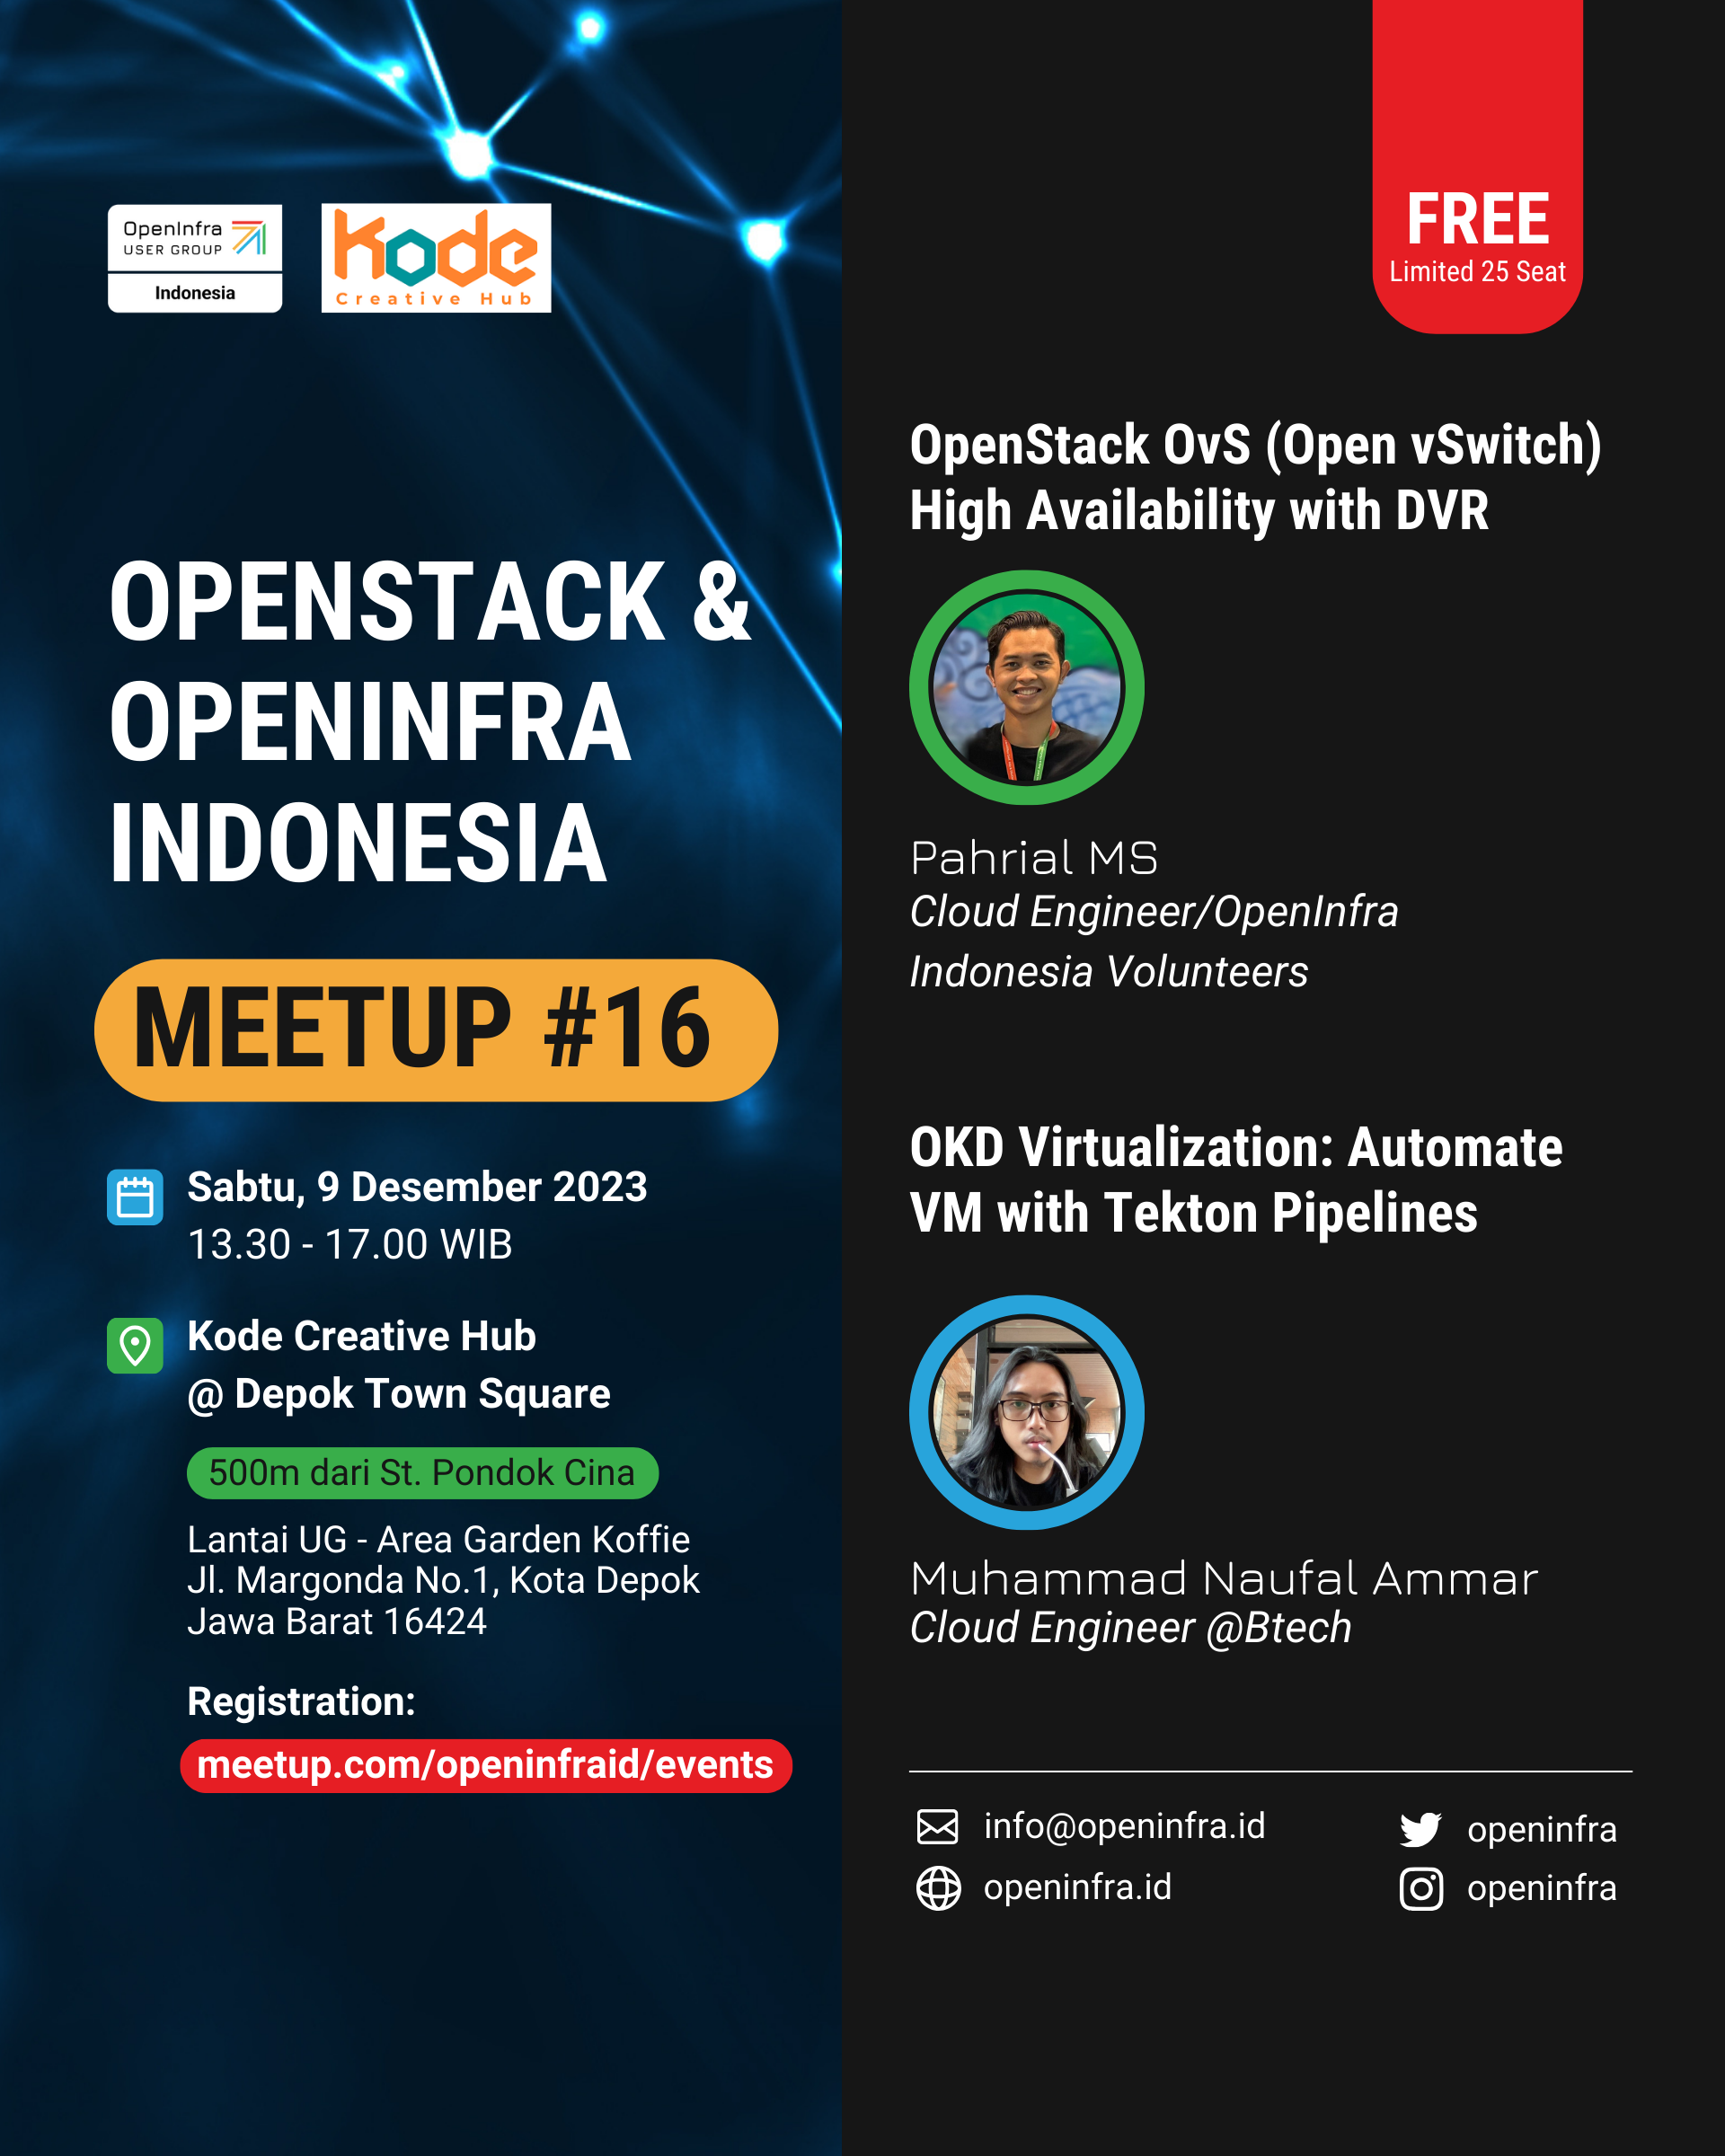 OpenInfra
USER GROUP
Indonesia
Kode
Creative Hub
OPENSTACK &
OPENINFRA
INDONESIA
MEETUP #16
Sabtu, 9 Desember 2023
13.30 - 17.00 WIB
Kode Creative Hub
@ Depok Town Square
500m dari St. Pondok Cina
Lantai UG - Area Garden Koffie
Jl. Margonda No.1, Kota Depok
Jawa Barat 16424
Registration:
meetup.com/openinfraid/events
FREE
Limited 25 Seat
OpenStack OvS (Open vSwitch)
High Availability with DVR
Pahrial MS
Cloud Engineer/OpenInfra
Indonesia Volunteers
OKD Virtualization: Automate
VM with Tekton Pipelines
Muhammad Naufal Ammar
Cloud Engineer @Btech
info@openinfra.id
openinfra.id
openinfra
openinfra